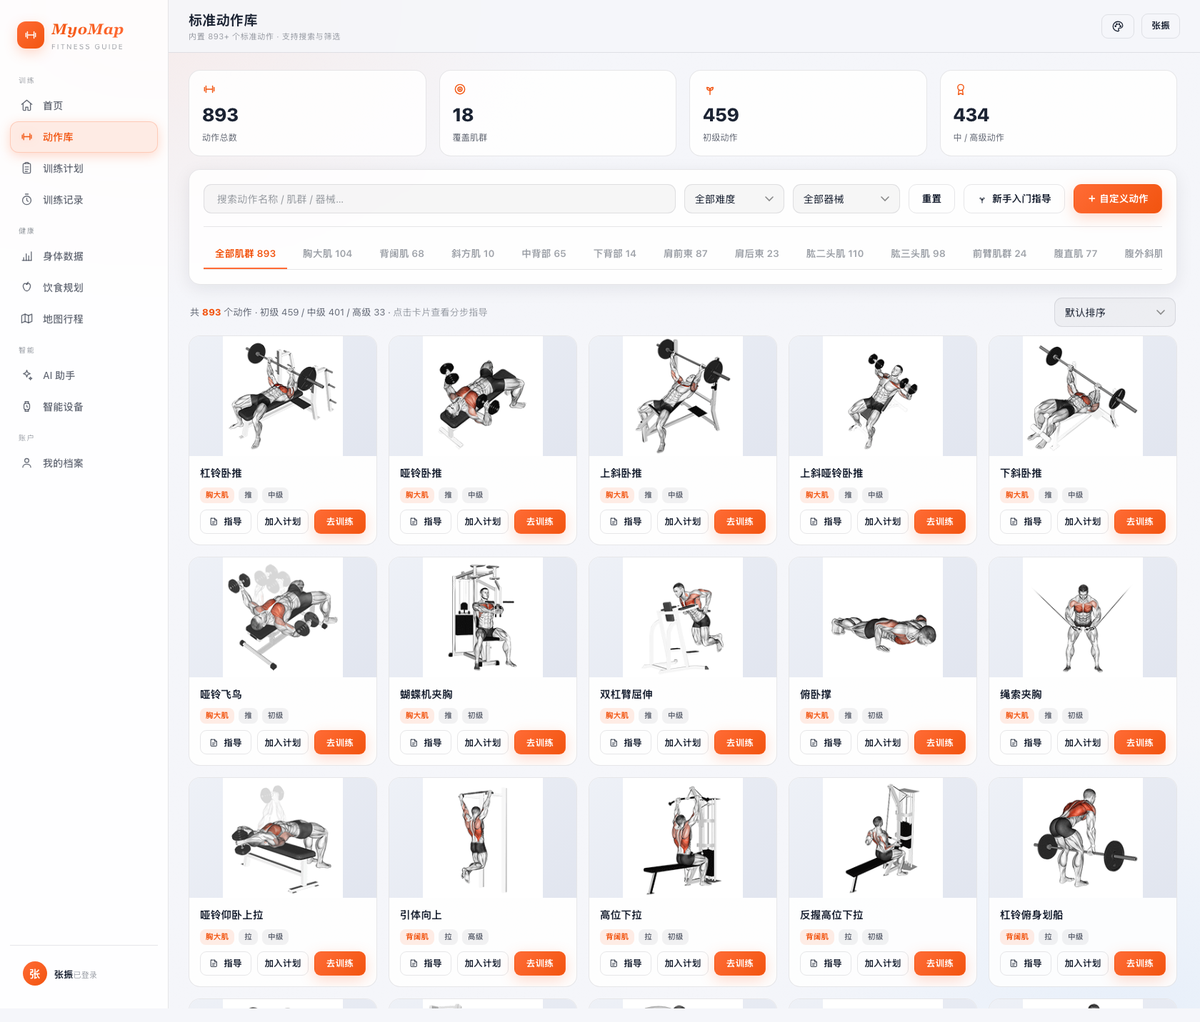 MyoMap
FITNESS GUIDE
训练
首页
动作库
训练计划
训练记录
健康
身体数据
饮食规划
地图行程
智能
AI 助手
智能设备
账户
我的档案
张
张振已登录
标准动作库
内置 893+ 个标准动作 · 支持搜索与筛选
张振
893
动作总数
18
覆盖肌群
459
初级动作
434
中 / 高级动作
搜索动作名称 / 肌群 / 器械...
全部难度
全部器械
重置
新手入门指导
+ 自定义动作
全部肌群 893 胸大肌 104 背阔肌 68 斜方肌 10 中背部 65 下背部 14 肩前束 87 肩后束 23 肱二头肌 110 肱三头肌 98 前臂肌群 24 腹直肌 77 腹外斜肌
共 893 个动作 · 初级 459 / 中级 401 / 高级 33 · 点击卡片查看分步指导
默认排序
杠铃卧推
胸大肌 推 中级
指导 加入计划 去训练
哑铃卧推
胸大肌 推 中级
指导 加入计划 去训练
上斜卧推
胸大肌 推 中级
指导 加入计划 去训练
上斜哑铃卧推
胸大肌 推 中级
指导 加入计划 去训练
下斜卧推
胸大肌 推 中级
指导 加入计划 去训练
哑铃飞鸟
胸大肌 推 初级
指导 加入计划 去训练
蝴蝶机夹胸
胸大肌 推 初级
指导 加入计划 去训练
双杠臂屈伸
胸大肌 推 中级
指导 加入计划 去训练
俯卧撑
胸大肌 推 初级
指导 加入计划 去训练
绳索夹胸
胸大肌 推 初级
指导 加入计划 去训练
哑铃仰卧上拉
胸大肌 拉 中级
指导 加入计划 去训练
引体向上
背阔肌 拉 高级
指导 加入计划 去训练
高位下拉
背阔肌 拉 初级
指导 加入计划 去训练
反握高位下拉
背阔肌 拉 初级
指导 加入计划 去训练
杠铃俯身划船
背阔肌 拉 中级
指导 加入计划 去训练